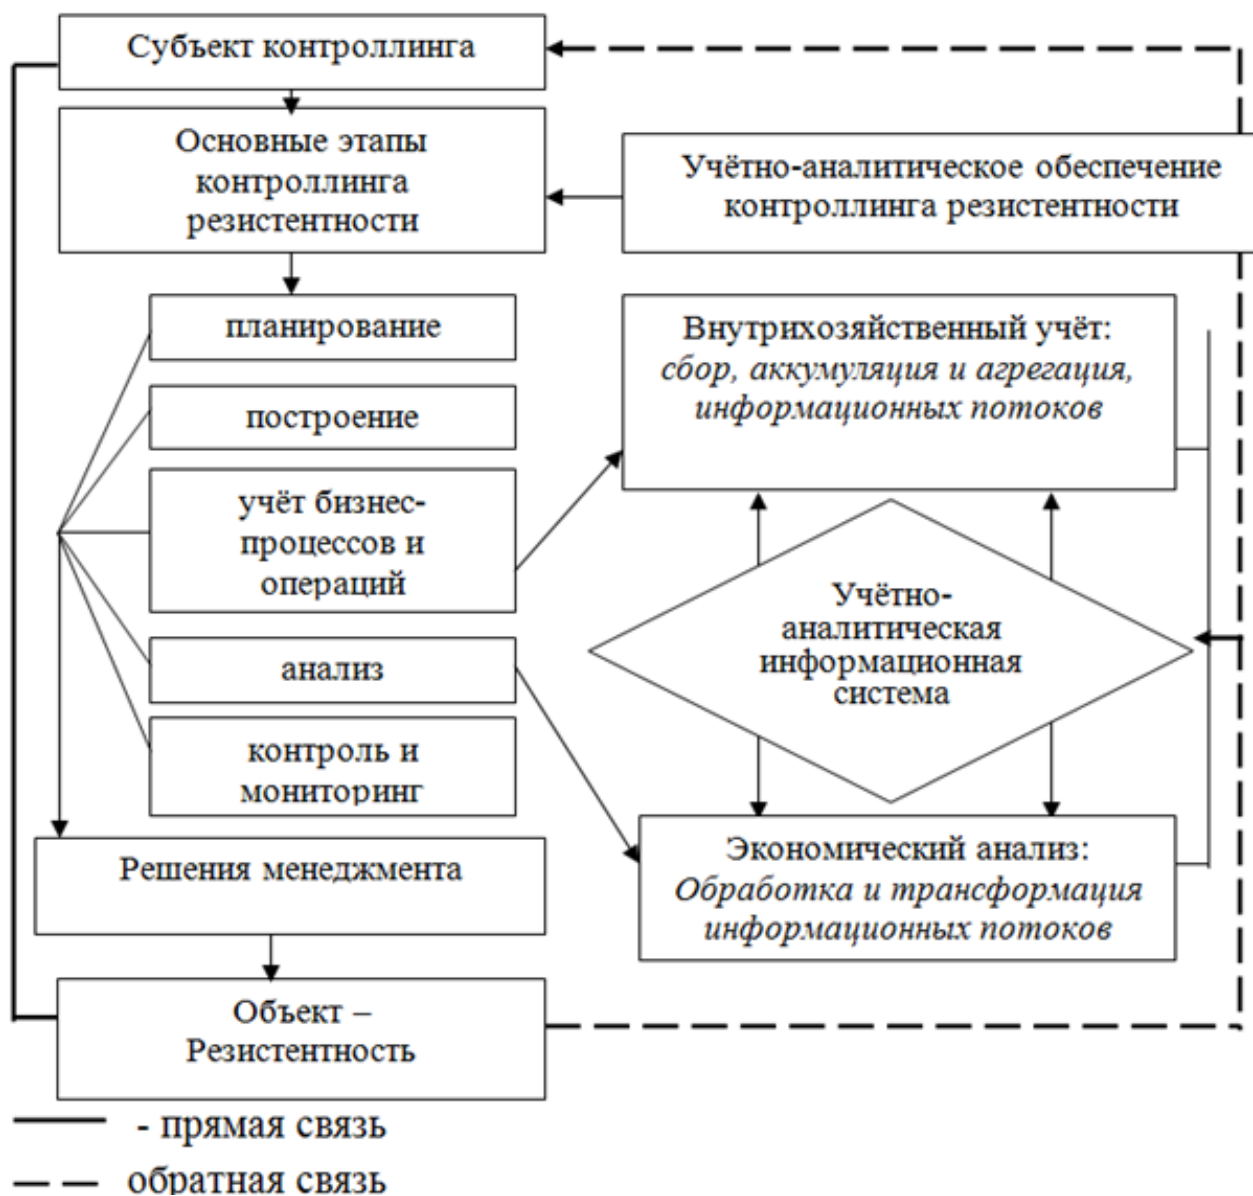 Субъект контроллинга
Основные этапы
контроллинга
резистентности
Учётно-аналитическое обеспечение
контроллинга резистентности
планирование
построение
учёт бизнес-
процессов и
операций
анализ
контроль и
мониторинг
Внутрихозяйственный учёт:
сбор, аккумуляция и агрегация,
информационных потоков
Учётно-
аналитическая
информационная
система
Экономический анализ:
Обработка и трансформация
информационных потоков
Решения менеджмента
Объект –
Резистентность
- прямая связь
обратная связь